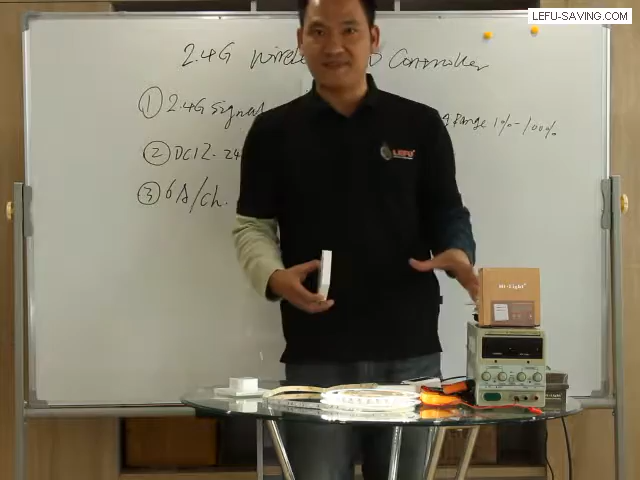 LEFU-SAVING.COM
2.4G Wirele D Controller
① 2.4G signal
Range 1%-100%
② DC12-24
③ 6A/ch.
LEFU
Mi·Light